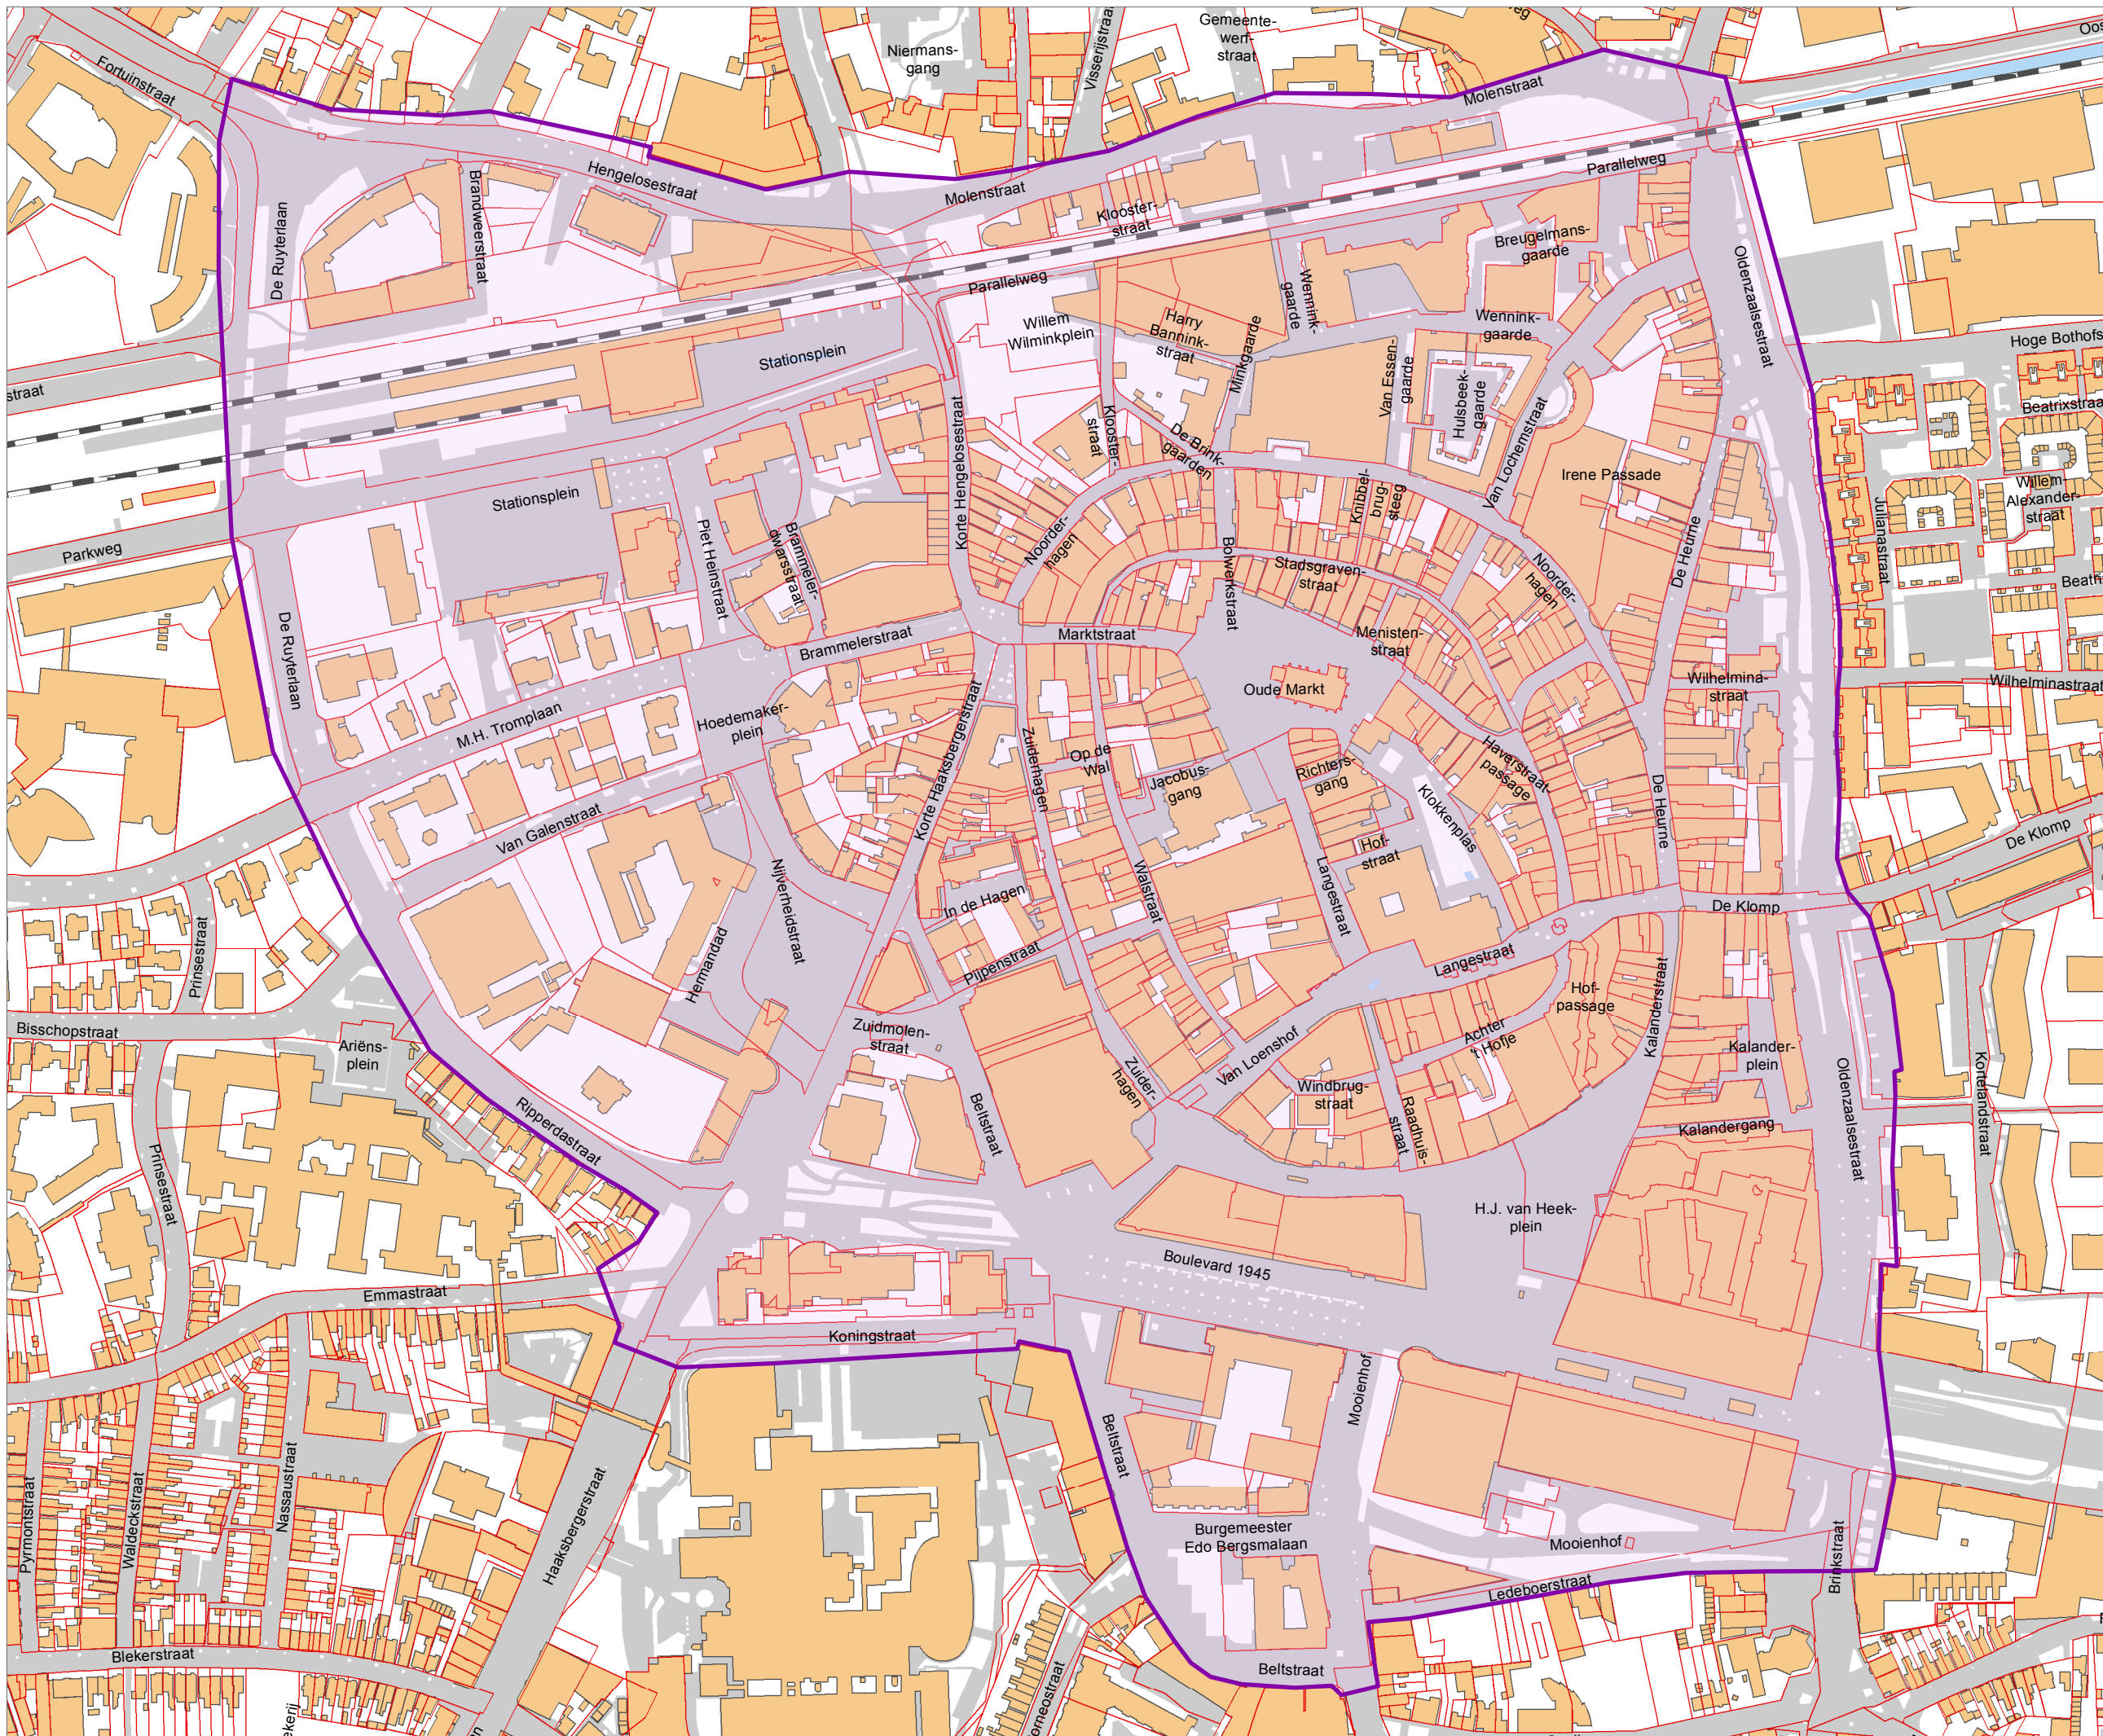 Niermans-
gang
Visserijstraat
Gemeente-
werf-
straat
Fortuinstraat
Molenstraat
Hengelosestraat
Molenstraat
Klooster-
straat
Parallelweg
Brandweerstraat
De Ruyterlaan
Parallelweg
Breugelmans-
gaarde
Oldenzaalsestraat
Wennink-
gaarde
Wennink-
gaarde
Willem
Wilminkplein
Harry
Bannink-
straat
Minkgaarde
Stationsplein
Van Essen-
gaarde
Hulsbeek-
gaarde
Hoge Bothofs
straat
Beatrixstraa
Korte Hengelosestraat
Klooster-
straat
De Brink-
gaarden
Van Lochemstraat
Irene Passade
Knibbel-
brug-
steeg
Willem-
Alexander-
straat
Julianastraat
Stationsplein
Parkweg
Piet Heinstraat
Brammeler-
dwarsstraat
Noorder-
hagen
Bolwerkstraat
Stadsgraven-
straat
Noorder-
hagen
De Heurne
Beatri
De Ruyterlaan
Brammelerstraat
Marktstraat
Menisten-
straat
Oude Markt
Wilhelmina-
straat
Wilhelminastraat
M.H. Tromplaan
Hoedemaker-
plein
Korte Haaksbergerstraat
Zuiderhagen
Op de
Wal
Jacobus-
gang
Richters-
gang
Haverstraat-
passage
Klokkenplas
De Heurne
Van Galenstraat
Hof-
straat
De Klomp
Nijverheidstraat
Walstraat
Langestraat
In de Hagen
De Klomp
Prinsestraat
Hermandad
Pijpenstraat
Langestraat
Hof-
passage
Kalanderstraat
Bisschopstraat
Ariëns-
plein
Zuidmolen-
straat
Zuider-
hagen
Van Loenshof
Achter
't Hofje
Kalander-
plein
Windbrug-
straat
Raadhuis-
straat
Oldenzaalsestraat
Kortelandstraat
Ripperdastraat
Beltstraat
Kalandergang
Prinsestraat
H.J. van Heek-
plein
Boulevard 1945
Emmastraat
Koningstraat
Mooienhof
Beltstraat
Pyrmontstraat
Waldeckstraat
Nassaustraat
Haaksbergerstraat
Burgemeester
Edo Bergsmalaan
Mooienhof
Ledeboerstraat
Brinkstraat
Blekerstraat
Beltstraat